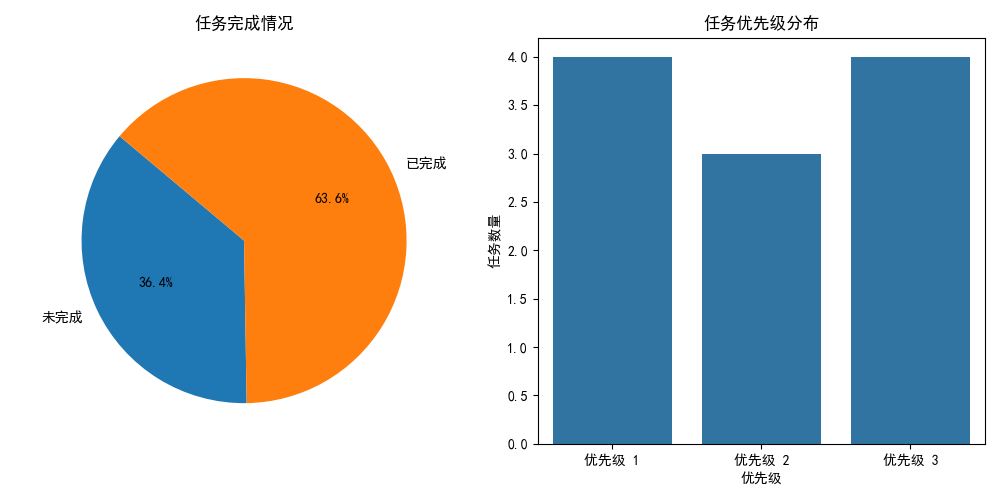 任务完成情况
已完成
63.6%
36.4%
未完成
任务优先级分布
任务数量
4.0
3.5
3.0
2.5
2.0
1.5
1.0
0.5
0.0
优先级 1
优先级 2
优先级 3
优先级